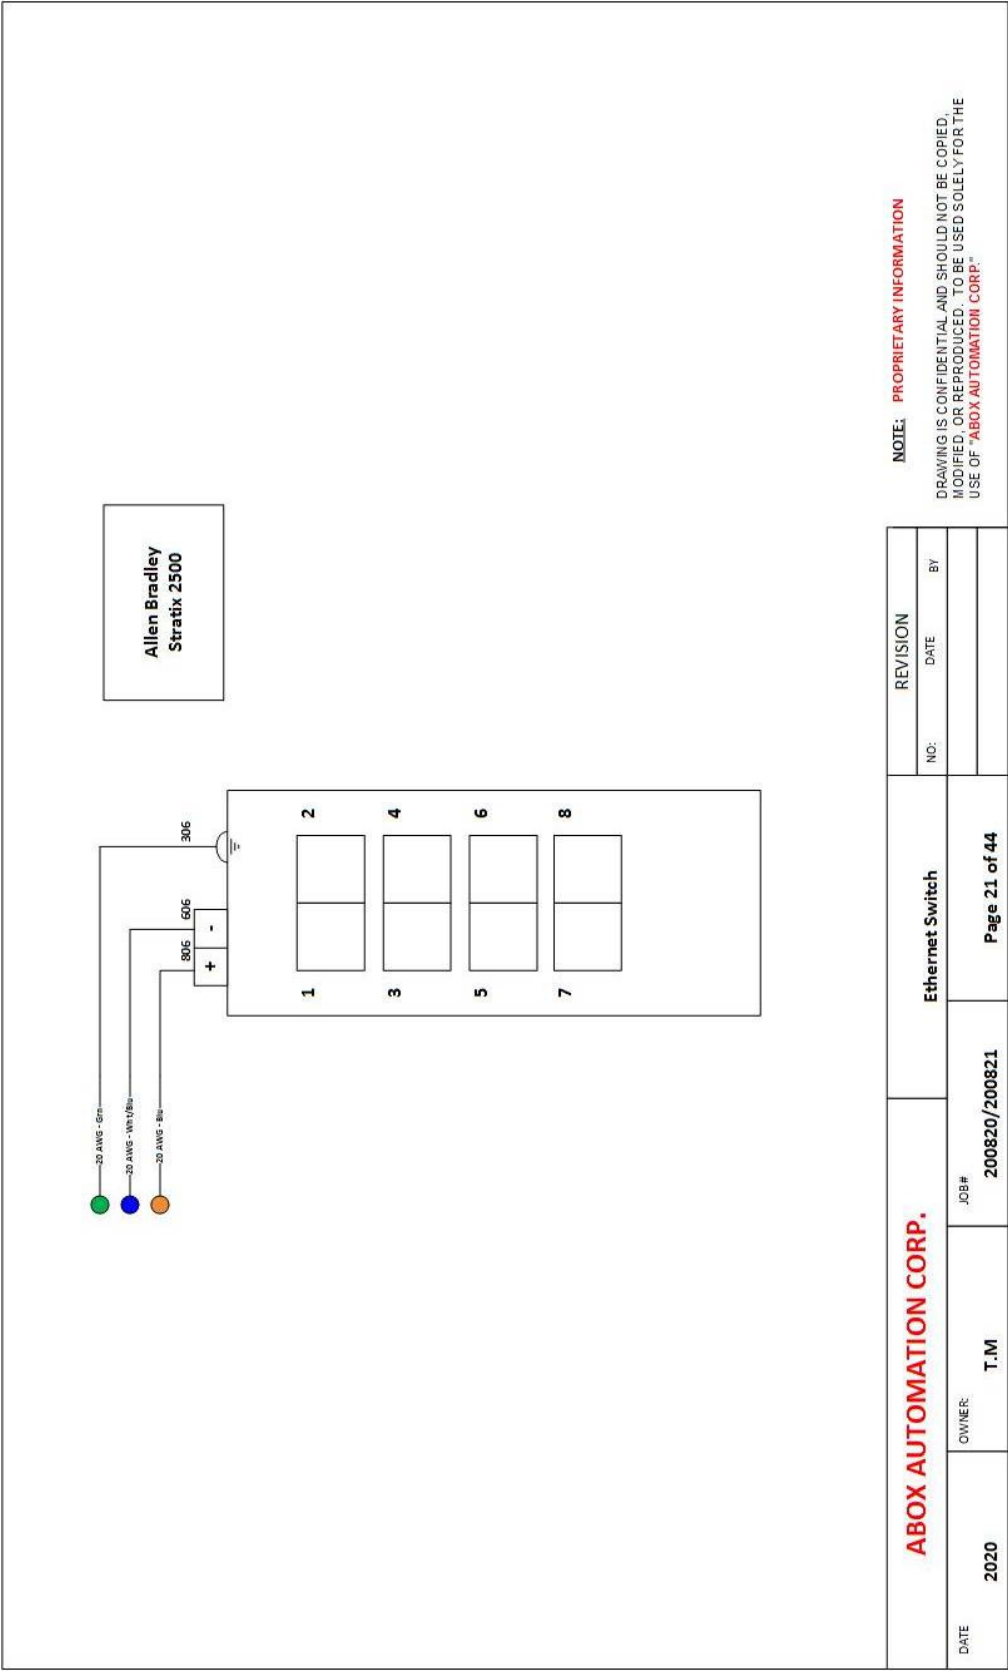 Allen Bradley
Stratix 2500
20 AWG - Grn
20 AWG - Wht/Blu
20 AWG - Blu
806
606
306
+
-
1
2
3
4
5
6
7
8
NOTE: PROPRIETARY INFORMATION
DRAWING IS CONFIDENTIAL AND SHOULD NOT BE COPIED,
MODIFIED, OR REPRODUCED. TO BE USED SOLELY FOR THE
USE OF "ABOX AUTOMATION CORP."
ABOX AUTOMATION CORP.
Ethernet Switch
REVISION
NO:
DATE
BY
DATE
2020
OWNER:
T.M
JOB#
200820/200821
Page 21 of 44